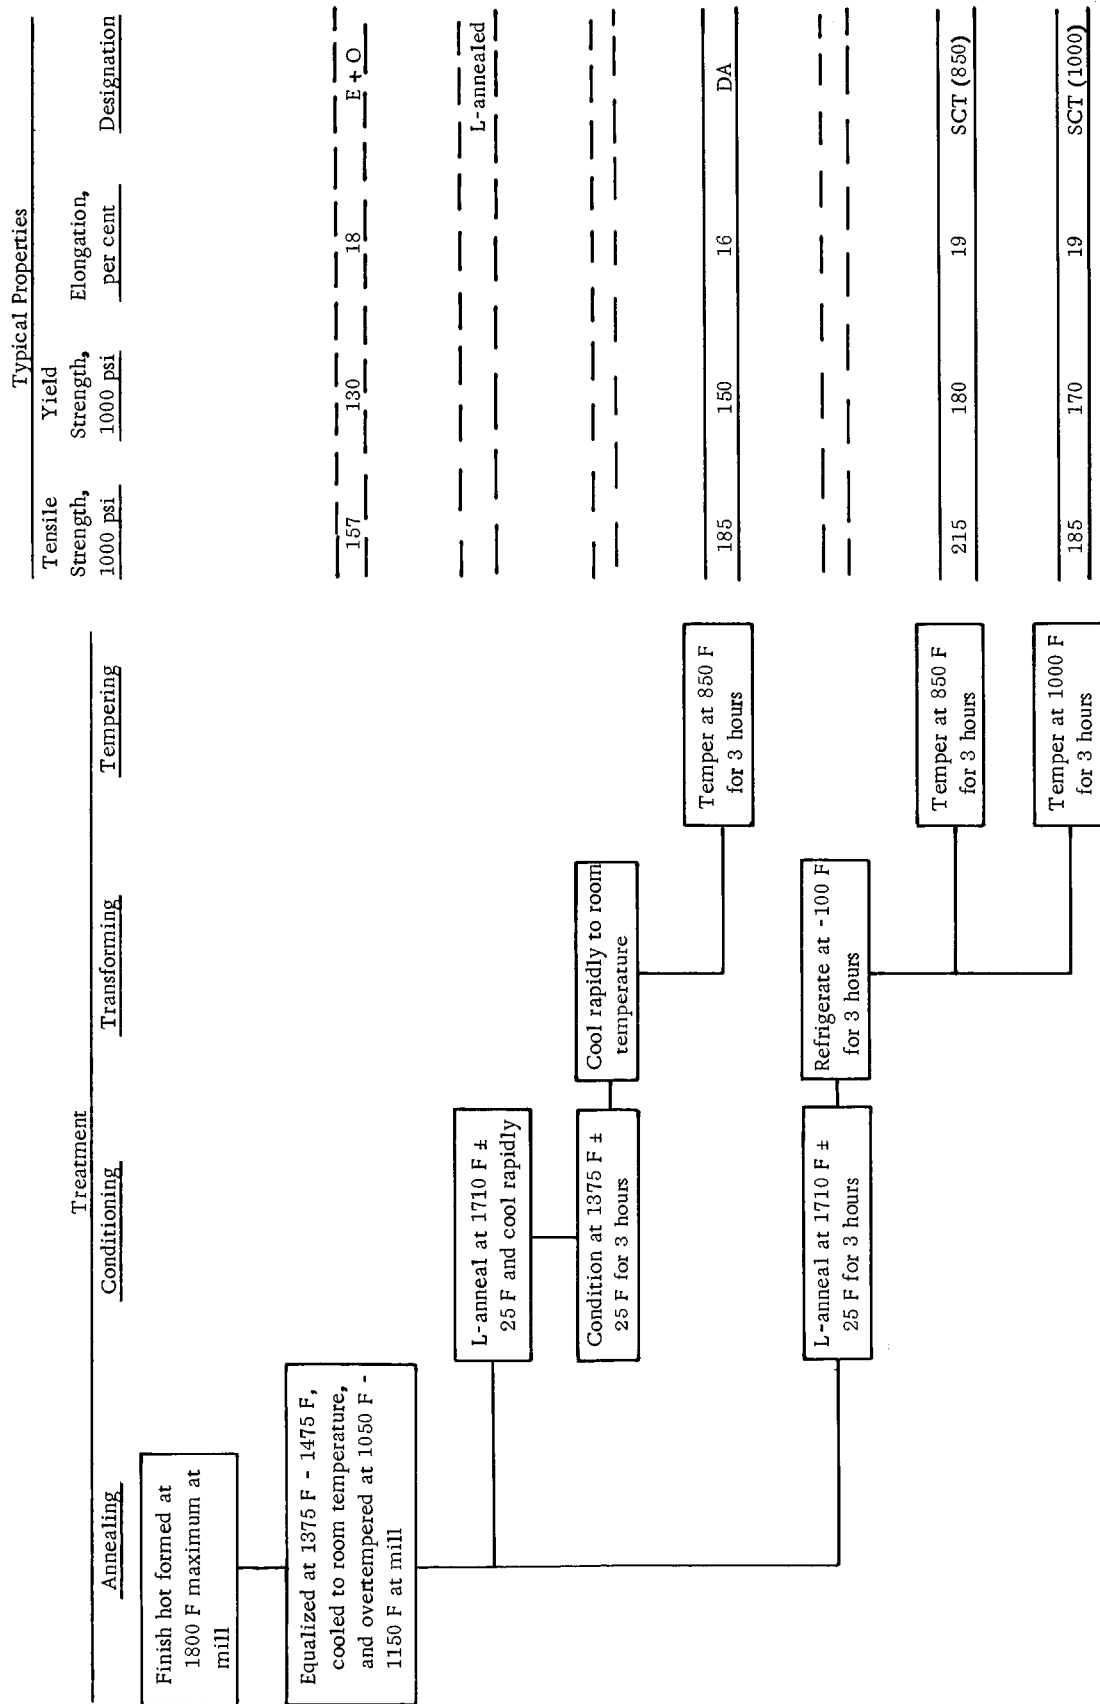 Treatment
Annealing
Conditioning
Transforming
Tempering
Typical Properties
Tensile
Strength,
1000 psi
Yield
Strength,
1000 psi
Elongation,
per cent
Designation
Finish hot formed at
1800 F maximum at
mill
Equalized at 1375 F - 1475 F,
cooled to room temperature,
and overtempered at 1050 F -
1150 F at mill
157
130
18
E + O
L-anneal at 1710 F ±
25 F and cool rapidly
L-annealed
Condition at 1375 F ±
25 F for 3 hours
Cool rapidly to room
temperature
Temper at 850 F
for 3 hours
185
150
16
DA
L-anneal at 1710 F ±
25 F for 3 hours
Refrigerate at -100 F
for 3 hours
Temper at 850 F
for 3 hours
215
180
19
SCT (850)
Temper at 1000 F
for 3 hours
185
170
19
SCT (1000)